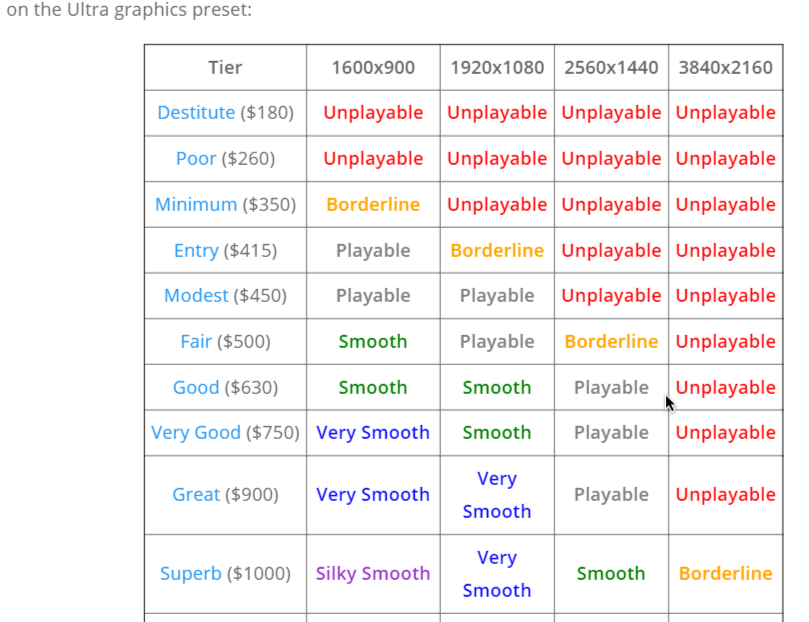 on the Ultra graphics preset:
Tier 1600x900 1920x1080 2560x1440 3840x2160
Destitute ($180) Unplayable Unplayable Unplayable Unplayable
Poor ($260) Unplayable Unplayable Unplayable Unplayable
Minimum ($350) Borderline Unplayable Unplayable Unplayable
Entry ($415) Playable Borderline Unplayable Unplayable
Modest ($450) Playable Playable Unplayable Unplayable
Fair ($500) Smooth Playable Borderline Unplayable
Good ($630) Smooth Smooth Playable Unplayable
Very Good ($750) Very Smooth Smooth Playable Unplayable
Great ($900) Very Smooth Very Smooth Playable Unplayable
Superb ($1000) Silky Smooth Very Smooth Smooth Borderline